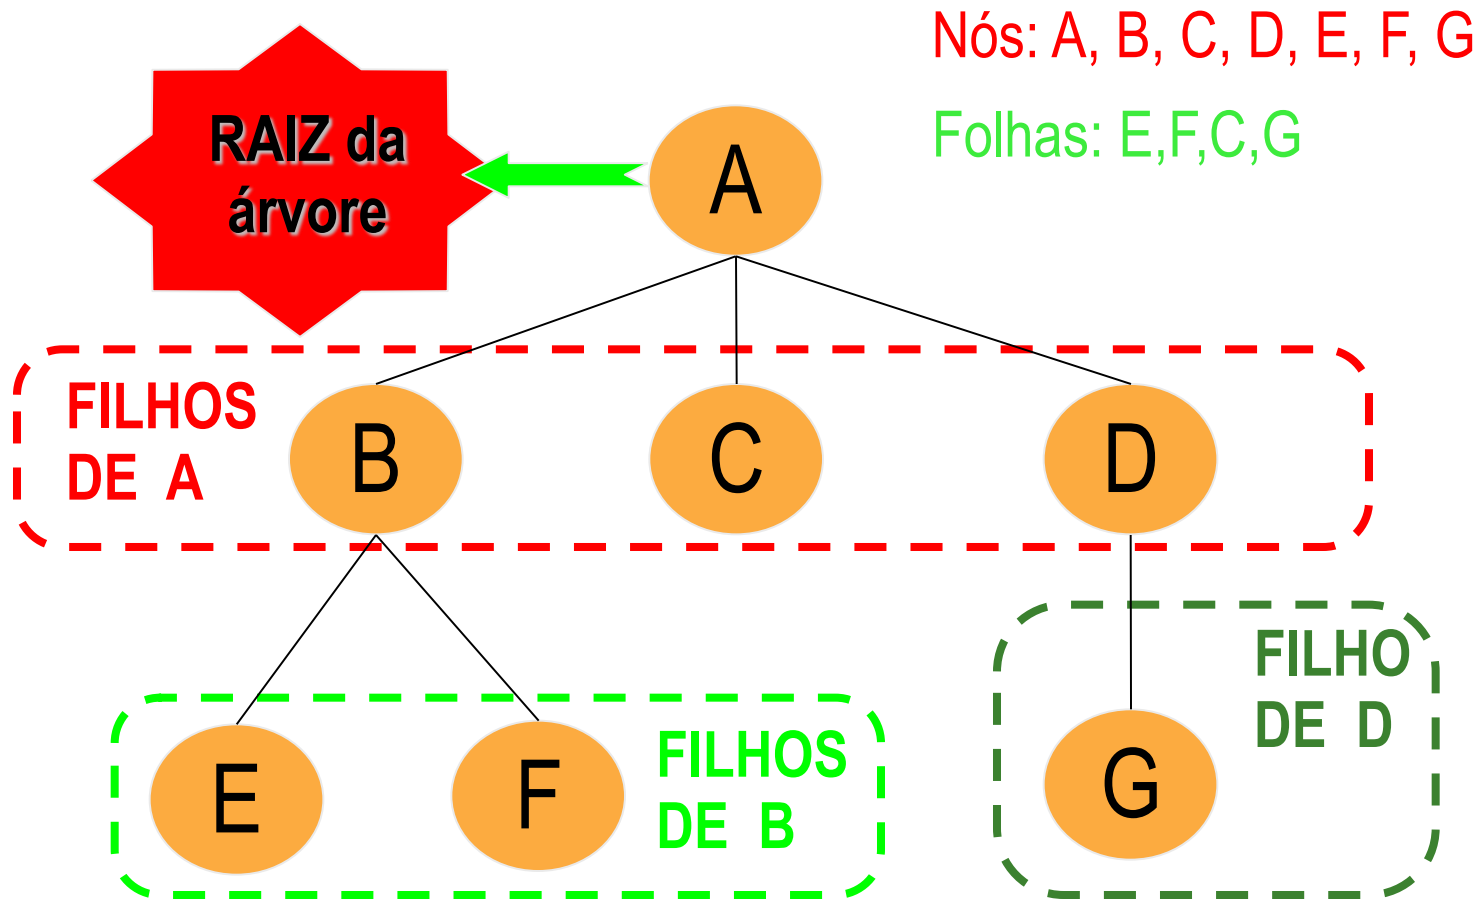 Nós: A, B, C, D, E, F, G
Folhas: E,F,C,G
RAIZ da
árvore
A
FILHOS
DE A
B
C
D
E
F
FILHOS
DE B
G
FILHO
DE D